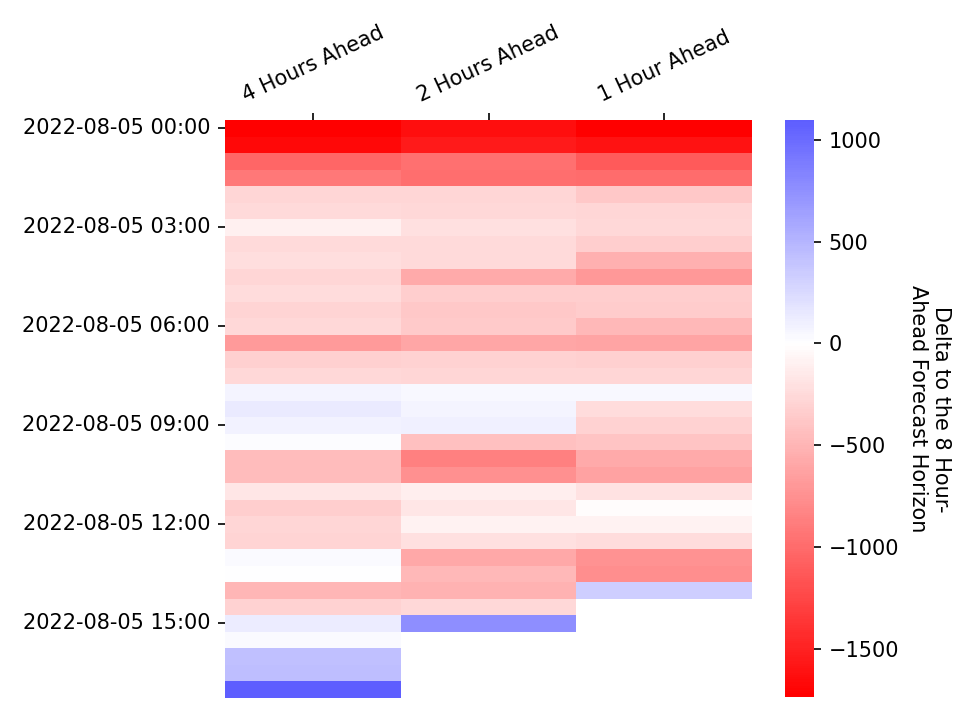 4 Hours Ahead
2 Hours Ahead
1 Hour Ahead
2022-08-05 00:00
2022-08-05 03:00
2022-08-05 06:00
2022-08-05 09:00
2022-08-05 12:00
2022-08-05 15:00
1000
500
0
−500
−1000
−1500
Delta to the 8 Hour-
Ahead Forecast Horizon